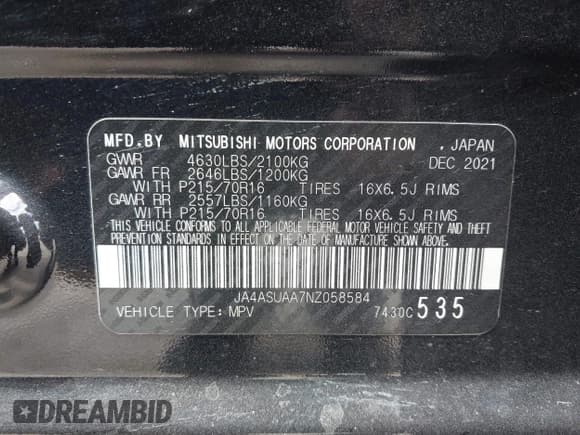 MFD.BY MITSUBISHI MOTORS CORPORATION , JAPAN
GVWR 4630LBS/2100KG DEC 2021
GAWR FR 2646LBS/1200KG
WITH P215/70R16 TIRES 16X6.5J RIMS
GAWR RR 2557LBS/1160KG
WITH P215/70R16 TIRES 16X6.5J RIMS
THIS VEHICLE CONFORMS TO ALL APPLICABLE FEDERAL MOTOR VEHICLE SAFETY AND THEFT
PREVENTION STANDARDS IN EFFECT ON THE DATE OF MANUFACTURE SHOWN ABOVE.
JA4ASUAA7NZ058584
VEHICLE TYPE: MPV 7430C 535
DREAMBID